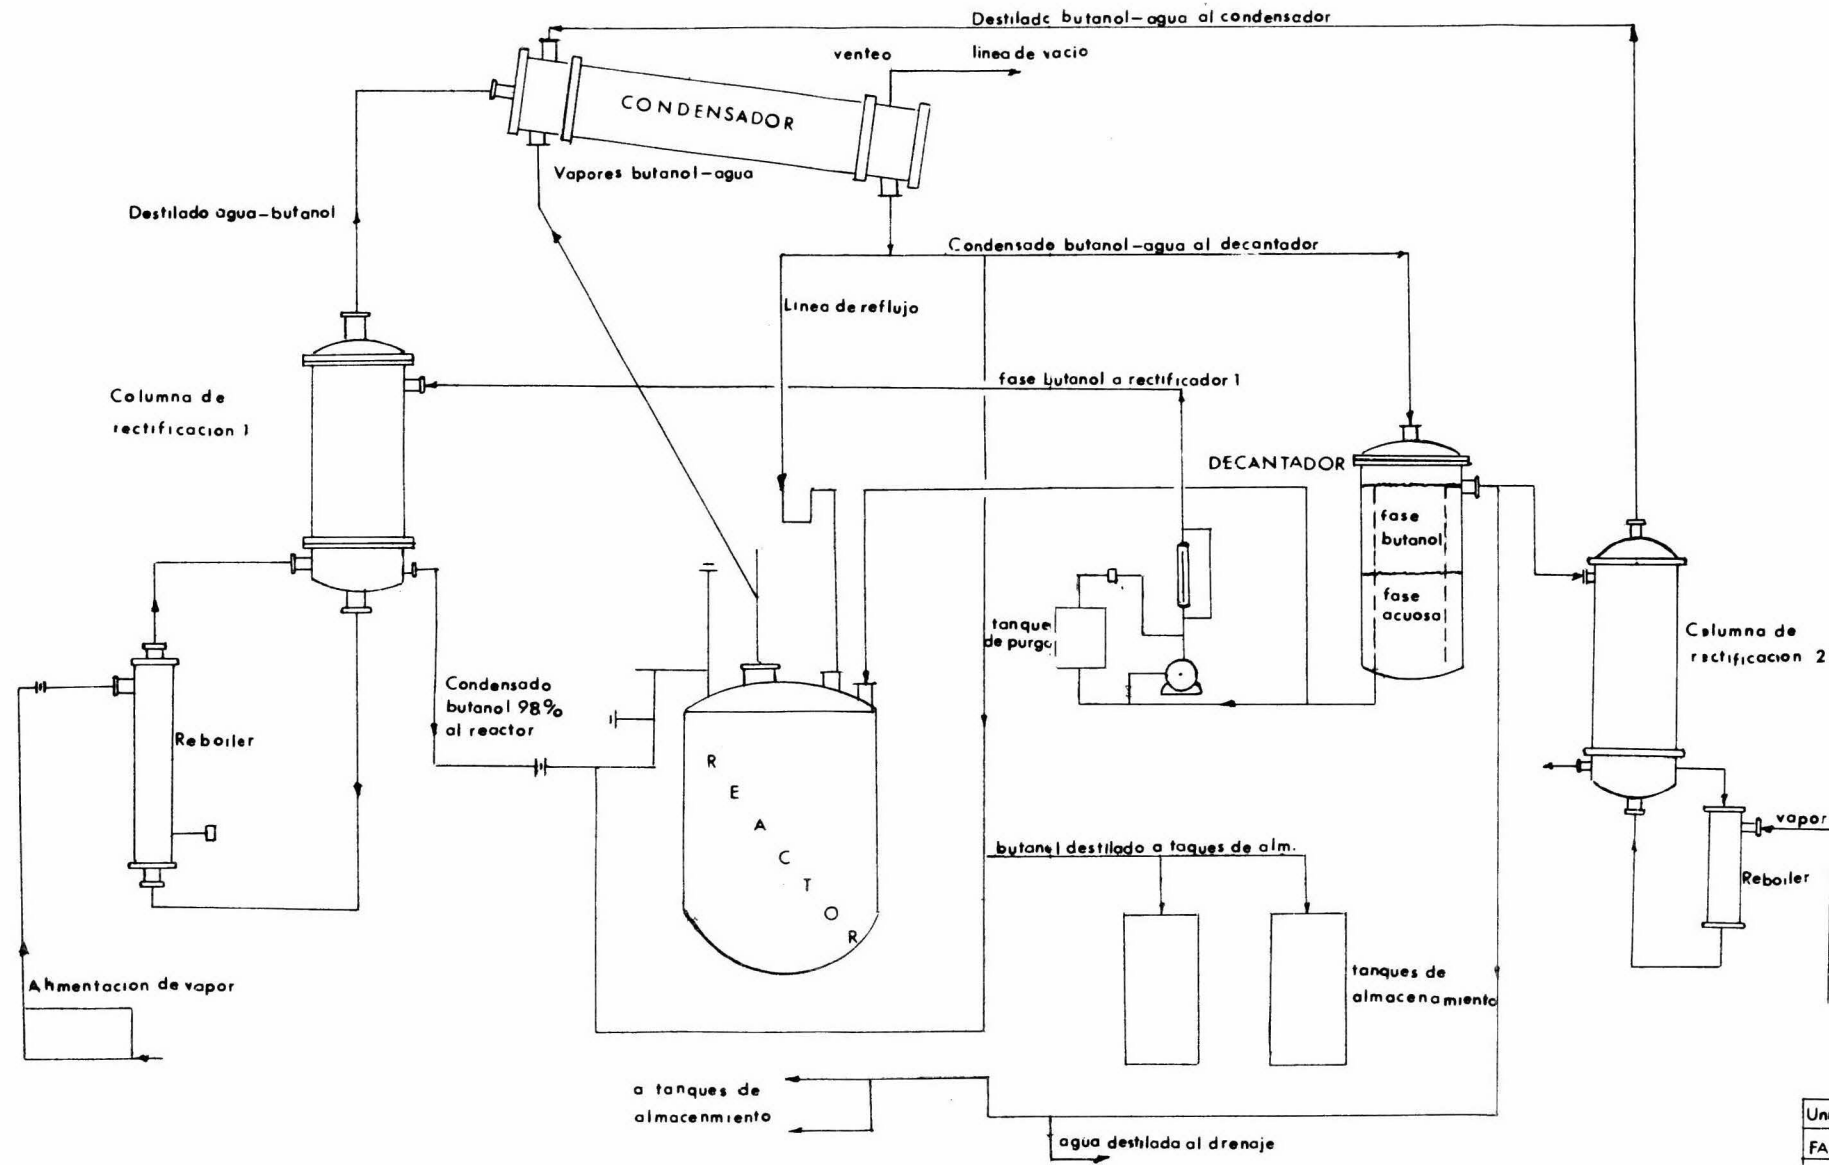 Destilado butanol-agua al condensador
venteo
linea de vacio
CONDENSADOR
Vapores butanol-agua
Destilado agua-butanol
Condensado butanol-agua al decantador
Linea de reflujo
fase butanol a rectificador 1
Columna de
rectificacion 1
DECANTADOR
fase
butanol
fase
acuosa
tanque
de purga
Columna de
rectificacion 2
Condensado
butanol 98%
al reactor
Reboiler
REACTOR
vapor
butanol destilado a taques de alm.
Reboiler
Alimentacion de vapor
tanques de
almacenamiento
a tanques de
almacenmiento
agua destilada al drenaje
Un
FA